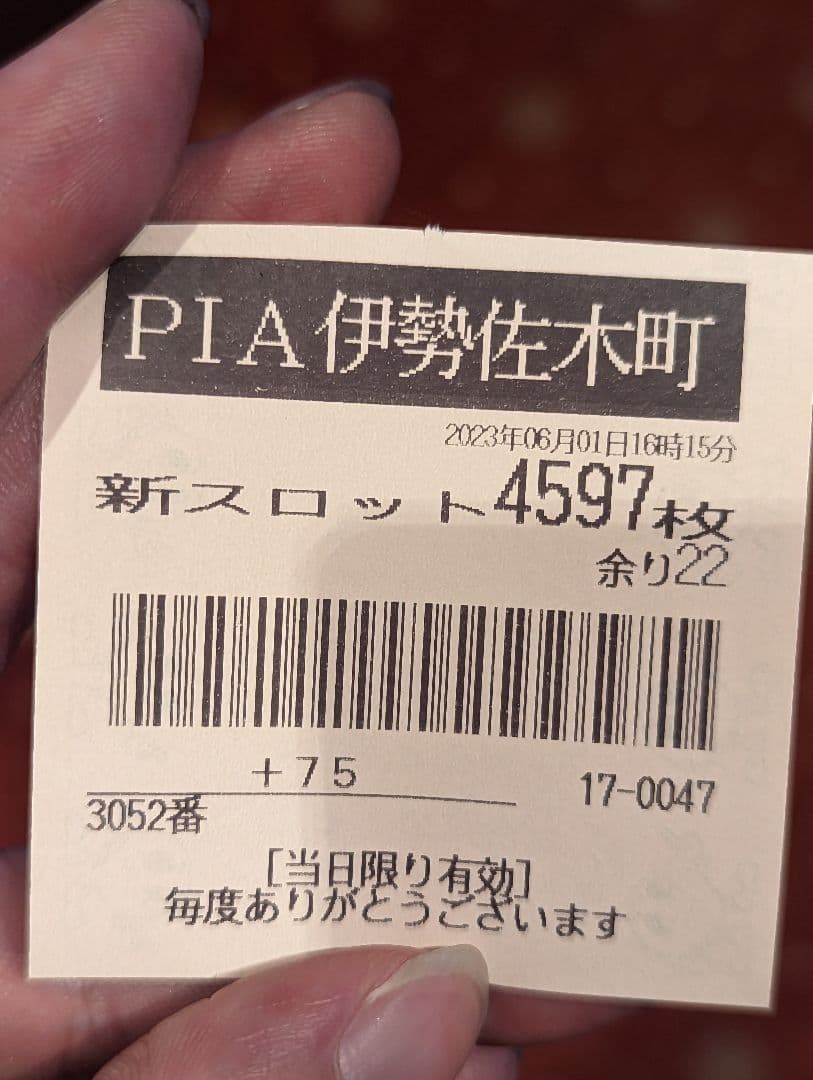 PIA伊勢佐木町
2023年06月01日16時15分
新スロット4597枚
余り22
+75
17-0047
3052番
[当日限り有効]
毎度ありがとうございます